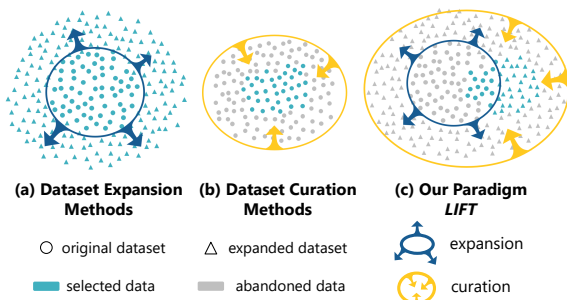 (a) Dataset Expansion
Methods
(b) Dataset Curation
Methods
(c) Our Paradigm
LIFT
original dataset
expanded dataset
expansion
selected data
abandoned data
curation